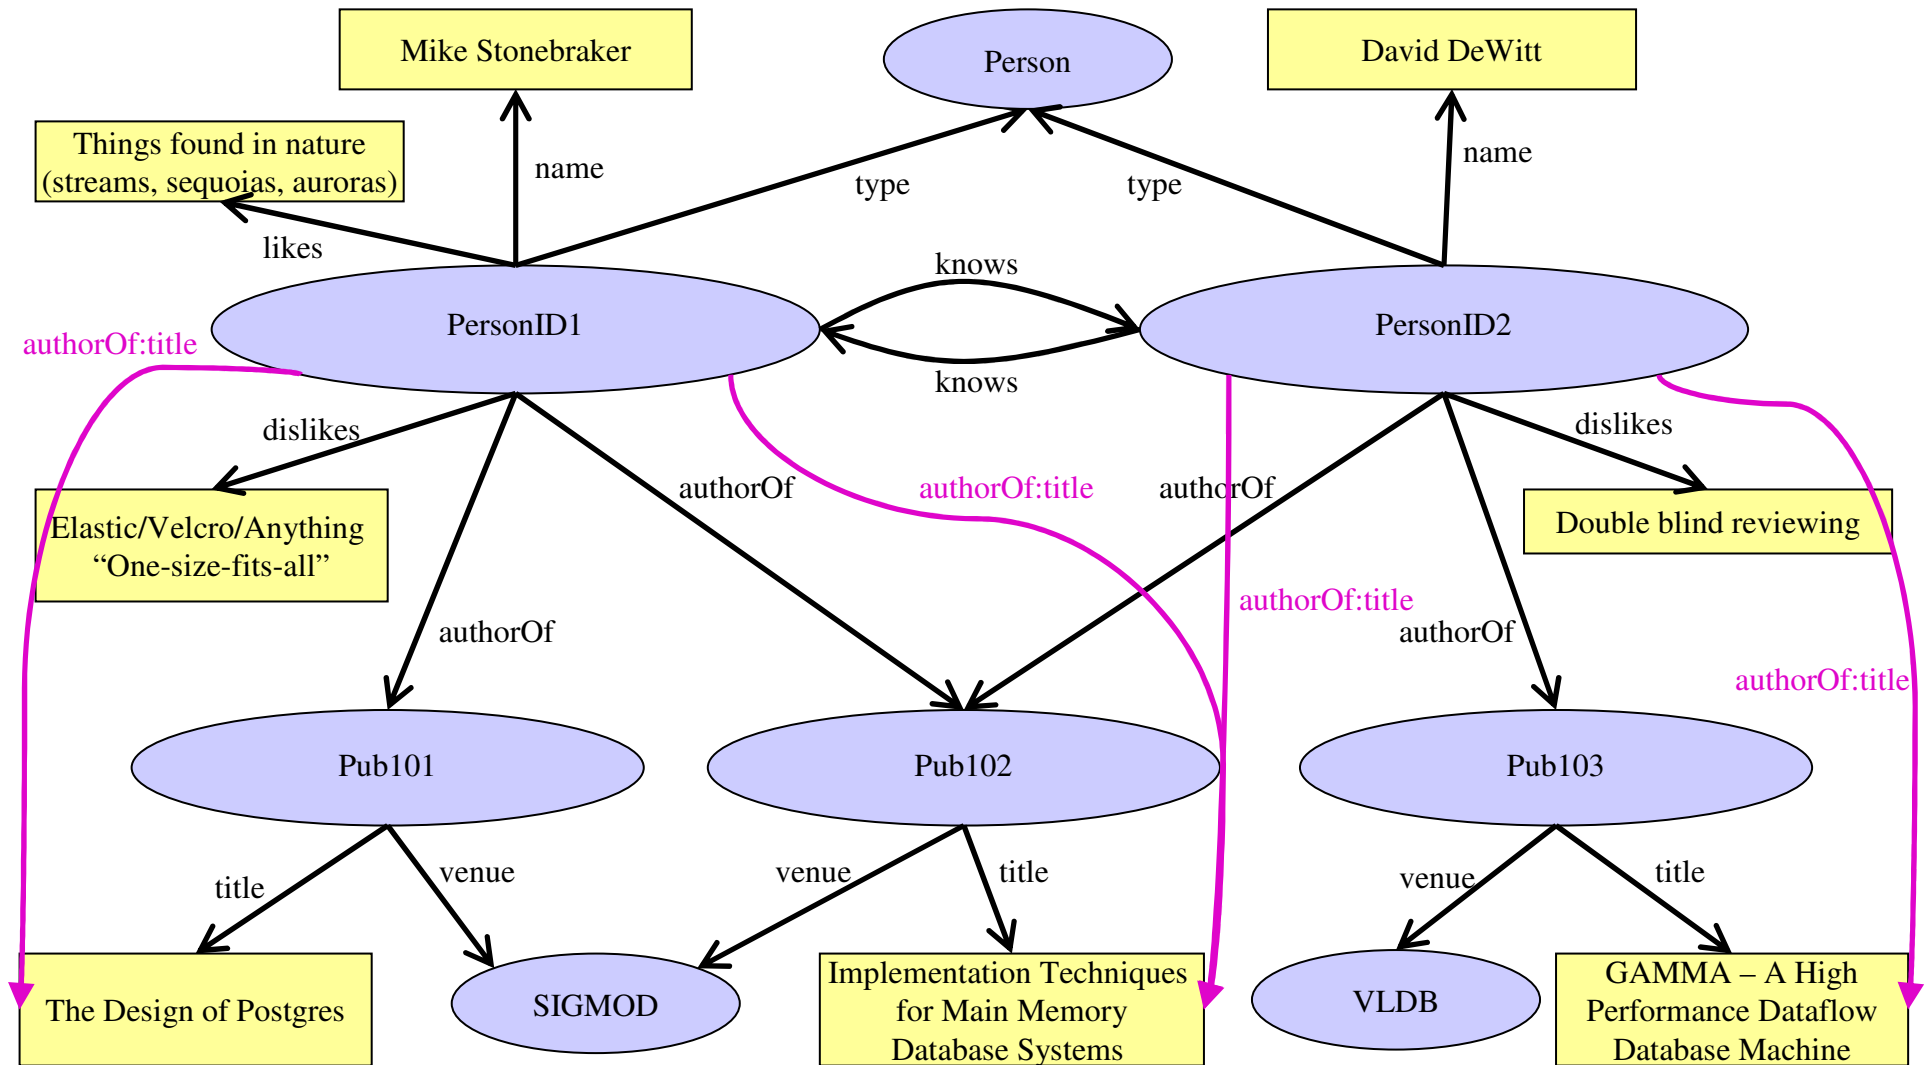 Mike Stonebraker
Person
David DeWitt
Things found in nature
(streams, sequoias, auroras)
name
type
type
name
likes
knows
PersonID1
PersonID2
authorOf:title
knows
dislikes
dislikes
authorOf
authorOf:title
authorOf
Elastic/Velcro/Anything
“One-size-fits-all”
Double blind reviewing
authorOf:title
authorOf
authorOf
authorOf:title
Pub101
Pub102
Pub103
title
venue
venue
title
venue
title
The Design of Postgres
SIGMOD
Implementation Techniques
for Main Memory
Database Systems
VLDB
GAMMA – A High
Performance Dataflow
Database Machine